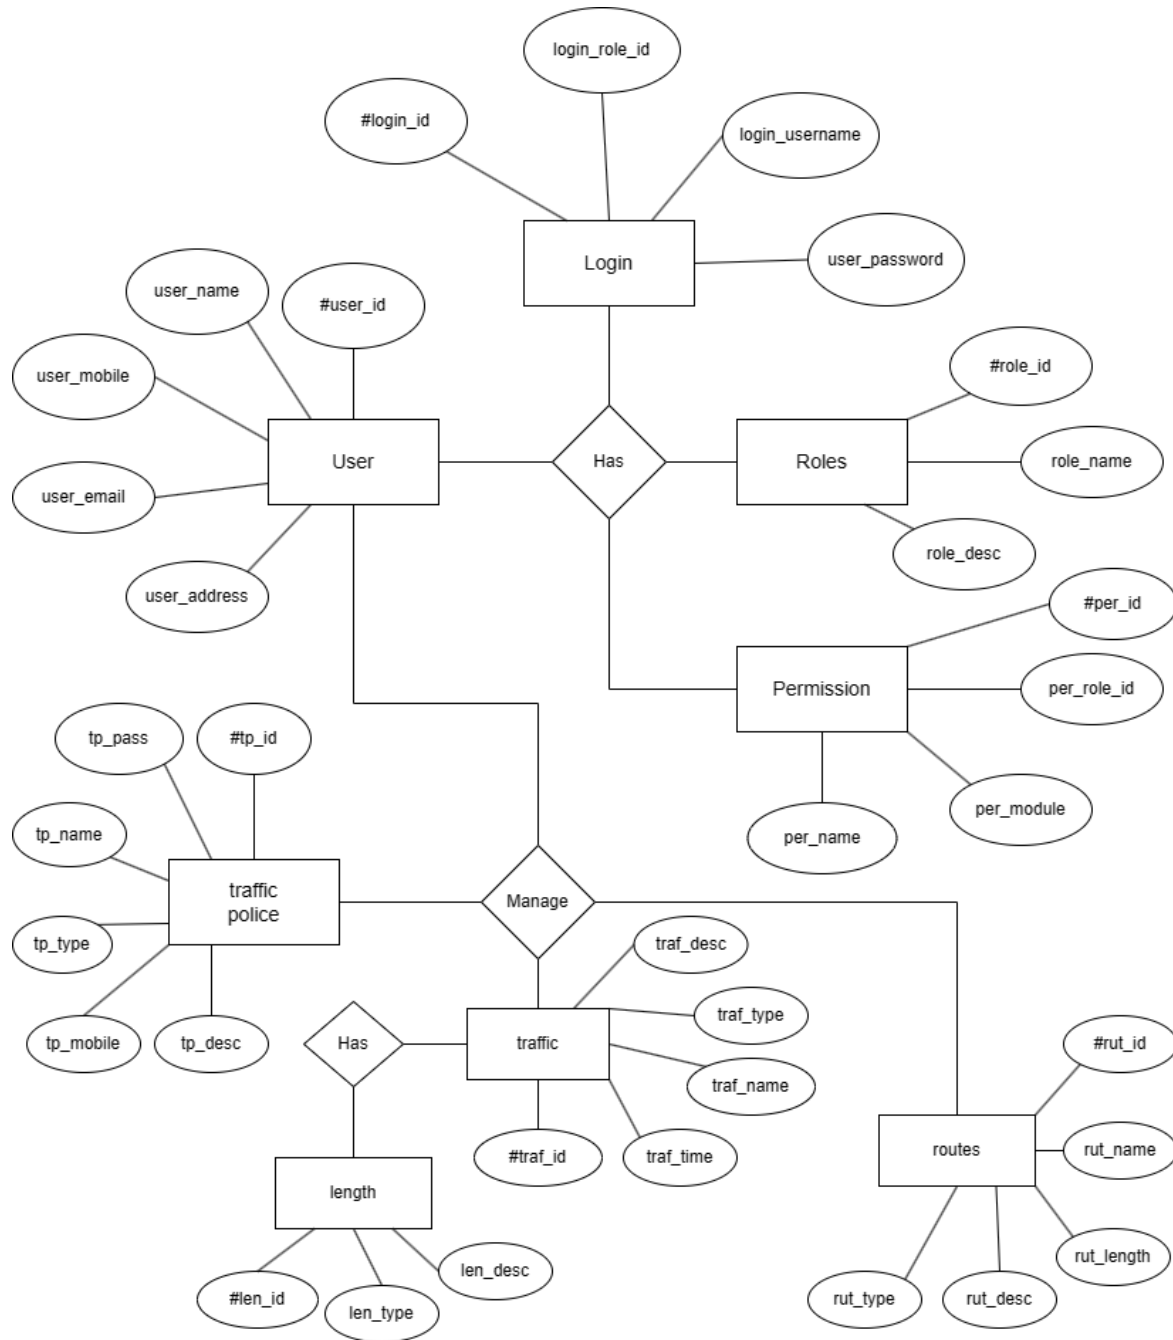 login_role_id
#login_id
login_username
Login
user_password
user_name
#user_id
user_mobile
#role_id
User
Has
Roles
role_name
user_email
role_desc
user_address
#per_id
Permission
per_role_id
tp_pass
#tp_id
per_module
tp_name
per_name
traffic
police
Manage
tp_type
traf_desc
traf_type
tp_mobile
tp_desc
Has
traffic
#rut_id
traf_name
#traf_id
traf_time
routes
rut_name
length
rut_length
len_desc
#len_id
len_type
rut_type
rut_desc